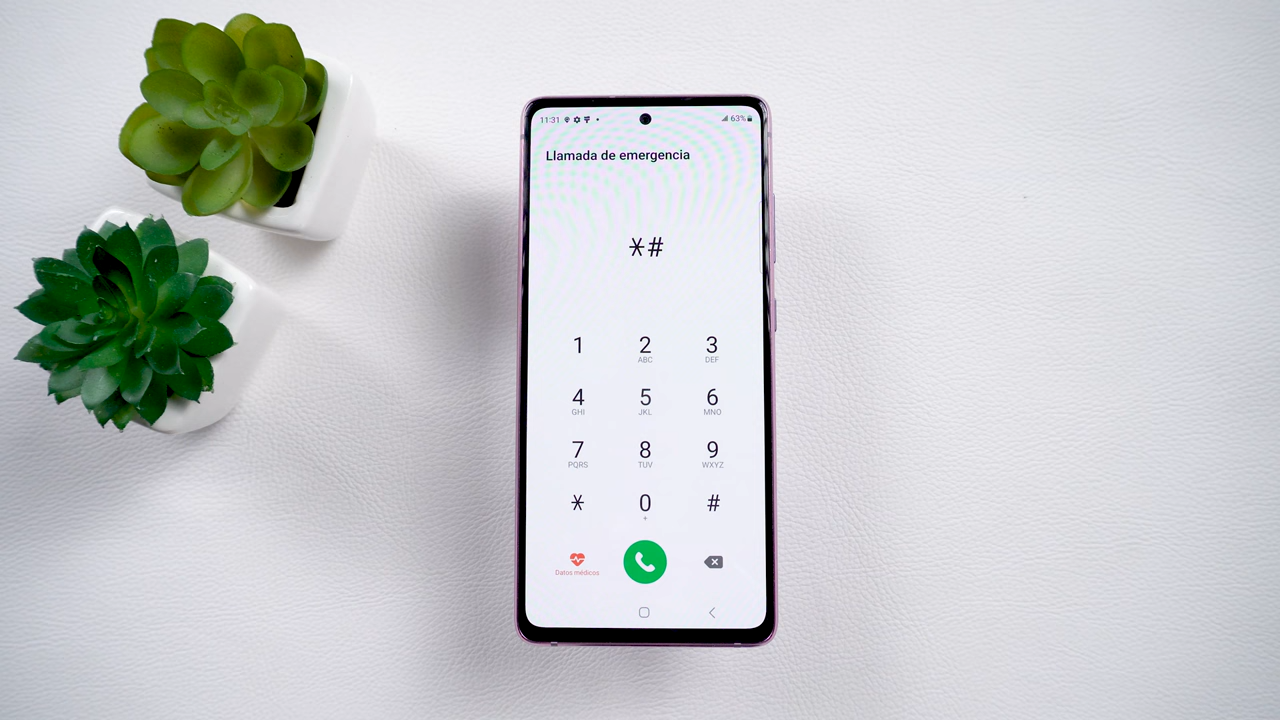 11:31 63%
Llamada de emergencia
*#
1 2 3
ABC DEF
4 5 6
GHI JKL MNO
7 8 9
PQRS TUV WXYZ
* 0 #
+
Datos médicos